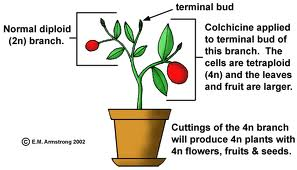 terminal bud
Normal diploid
(2n) branch.
Colchicine applied
to terminal bud of
this branch.  The
cells are tetraploid
(4n) and the leaves
and fruit are larger.
Cuttings of the 4n branch
will produce 4n plants with
4n flowers, fruits & seeds.
© E.M. Armstrong 2002